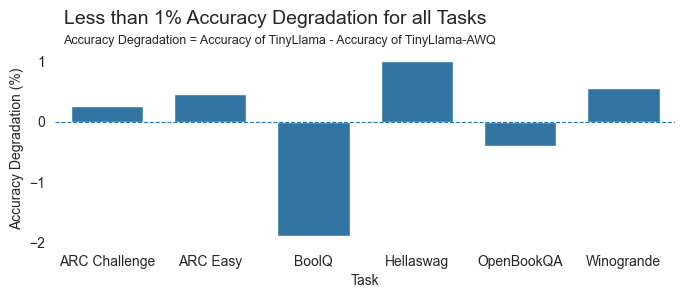 Less than 1% Accuracy Degradation for all Tasks
Accuracy Degradation = Accuracy of TinyLlama - Accuracy of TinyLlama-AWQ
Accuracy Degradation (%)
1
0
−1
−2
ARC Challenge ARC Easy BoolQ Hellaswag OpenBookQA Winogrande
Task